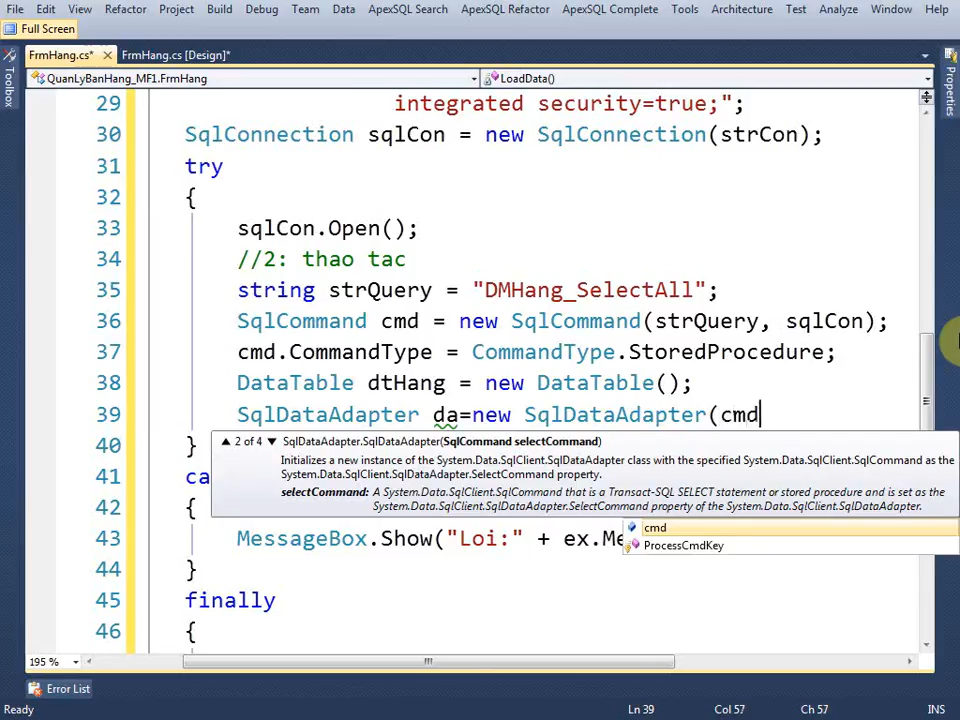 File Edit View Refactor Project Build Debug Team Data ApexSQL Search ApexSQL Refactor ApexSQL Complete Tools Architecture Test Analyze Window Help
Full Screen
FrmHang.cs* FrmHang.cs [Design]*
Toolbox
Properties
QuanLyBanHang_MF1.FrmHang LoadData()
29 integrated security=true;";
30 SqlConnection sqlCon = new SqlConnection(strCon);
31 try
32 {
33 sqlCon.Open();
34 //2: thao tac
35 string strQuery = "DMHang_SelectAll";
36 SqlCommand cmd = new SqlCommand(strQuery, sqlCon);
37 cmd.CommandType = CommandType.StoredProcedure;
38 DataTable dtHang = new DataTable();
39 SqlDataAdapter da=new SqlDataAdapter(cmd
40 }
2 of 4 SqlDataAdapter.SqlDataAdapter(SqlCommand selectCommand)
Initializes a new instance of the System.Data.SqlClient.SqlDataAdapter class with the specified System.Data.SqlClient.SqlCommand as the
System.Data.SqlClient.SqlDataAdapter.SelectCommand property.
selectCommand: A System.Data.SqlClient.SqlCommand that is a Transact-SQL SELECT statement or stored procedure and is set as the
System.Data.SqlClient.SqlDataAdapter.SelectCommand property of the System.Data.SqlClient.SqlDataAdapter.
cmd
ProcessCmdKey
41 ca
42 {
43 MessageBox.Show("Loi:" + ex.Me
44 }
45 finally
46 {
195 %
Error List
Ready Ln 39 Col 57 Ch 57 INS